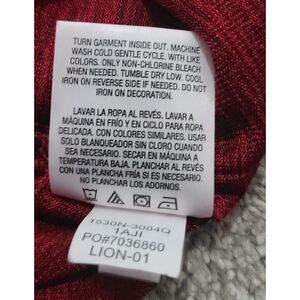 TURN GARMENT INSIDE OUT. MACHINE
WASH COLD GENTLE CYCLE. WITH LIKE
COLORS. ONLY NON-CHLORINE BLEACH
WHEN NEEDED. TUMBLE DRY LOW. COOL
IRON ON REVERSE SIDE IF NEEDED. DO NOT
IRON ON DECORATION.
LAVAR LA ROPA AL REVÉS. LAVAR A
MÁQUINA EN FRÍO Y EN CICLO PARA ROPA
DELICADA. CON COLORES SIMILARES. USAR
SOLO BLANQUEADOR SIN CLORO CUANDO
SEA NECESARIO. SECAR EN MÁQUINA A
TEMPERATURA BAJA. PLANCHAR AL REVÉS
CON LA PLANCHA TIBIA SI ES NECESARIO.
NO PLANCHAR LOS ADORNOS.
1530N-3084Q
1AJI
PO#7036860
LION-01